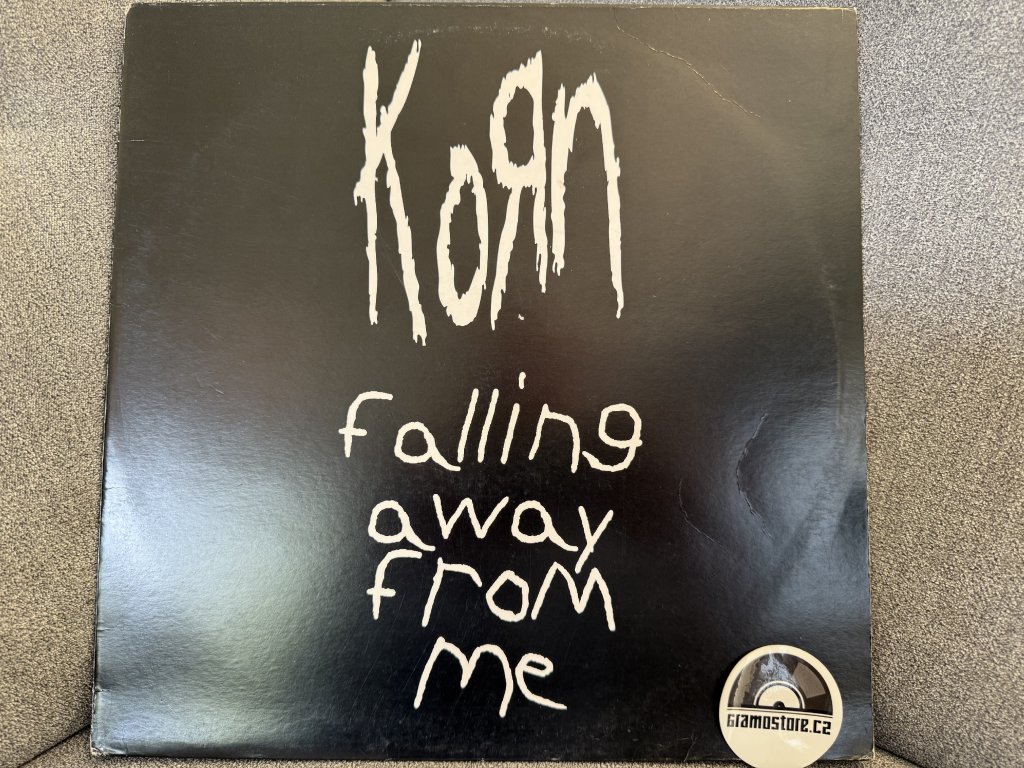 KoЯn
falling
away
from
me
Gramostore.cz